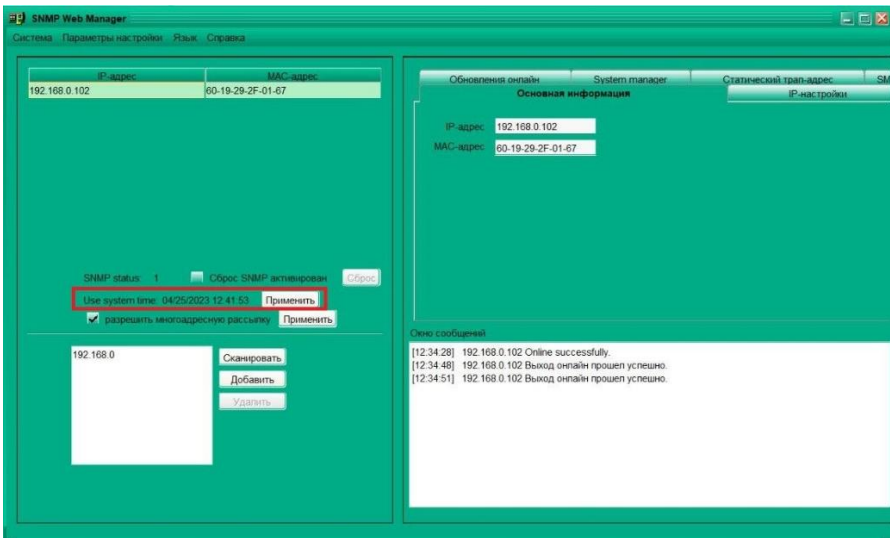 SNMP Web Manager
Система Параметры настройки Язык Справка
IP-адрес MAC-адрес
192.168.0.102 60-19-29-2F-01-67
SNMP status: 1 Сброс SNMP активирован Сброс
Use system time: 04/25/2023 12:41:53 Применить
разрешить многоадресную рассылку Применить
192.168.0
Сканировать
Добавить
Удалить
Обновления онлайн System manager Статический трап-адрес SM
Основная информация IP-настройки
IP-адрес 192.168.0.102
MAC-адрес 60-19-29-2F-01-67
Окно сообщений
[12:34:28] 192.168.0.102 Online successfully.
[12:34:48] 192.168.0.102 Выход онлайн прошел успешно.
[12:34:51] 192.168.0.102 Выход онлайн прошел успешно.